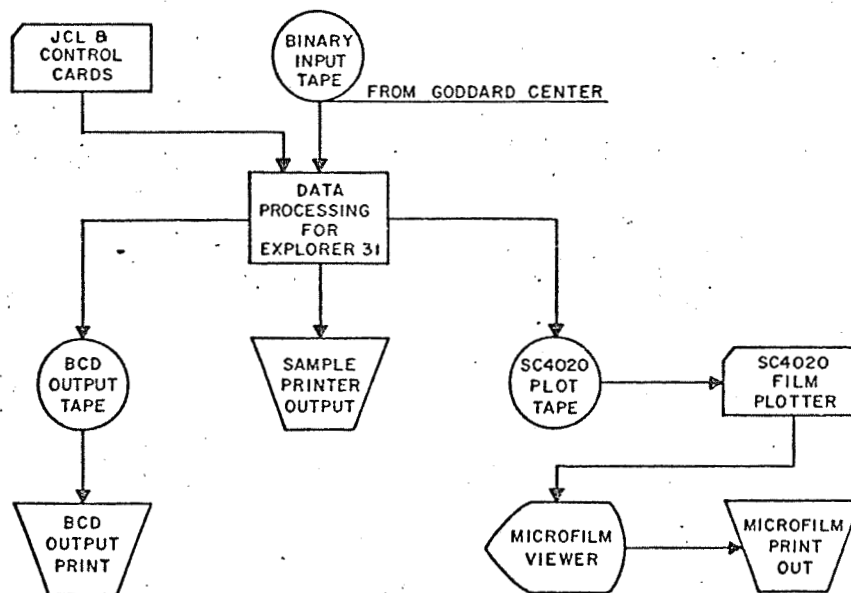 JCL &
CONTROL
CARDS
BINARY
INPUT
TAPE
FROM GODDARD CENTER
DATA
PROCESSING
FOR
EXPLORER 31
BCD
OUTPUT
TAPE
SAMPLE
PRINTER
OUTPUT
SC4020
PLOT
TAPE
SC4020
FILM
PLOTTER
BCD
OUTPUT
PRINT
MICROFILM
VIEWER
MICROFILM
PRINT
OUT